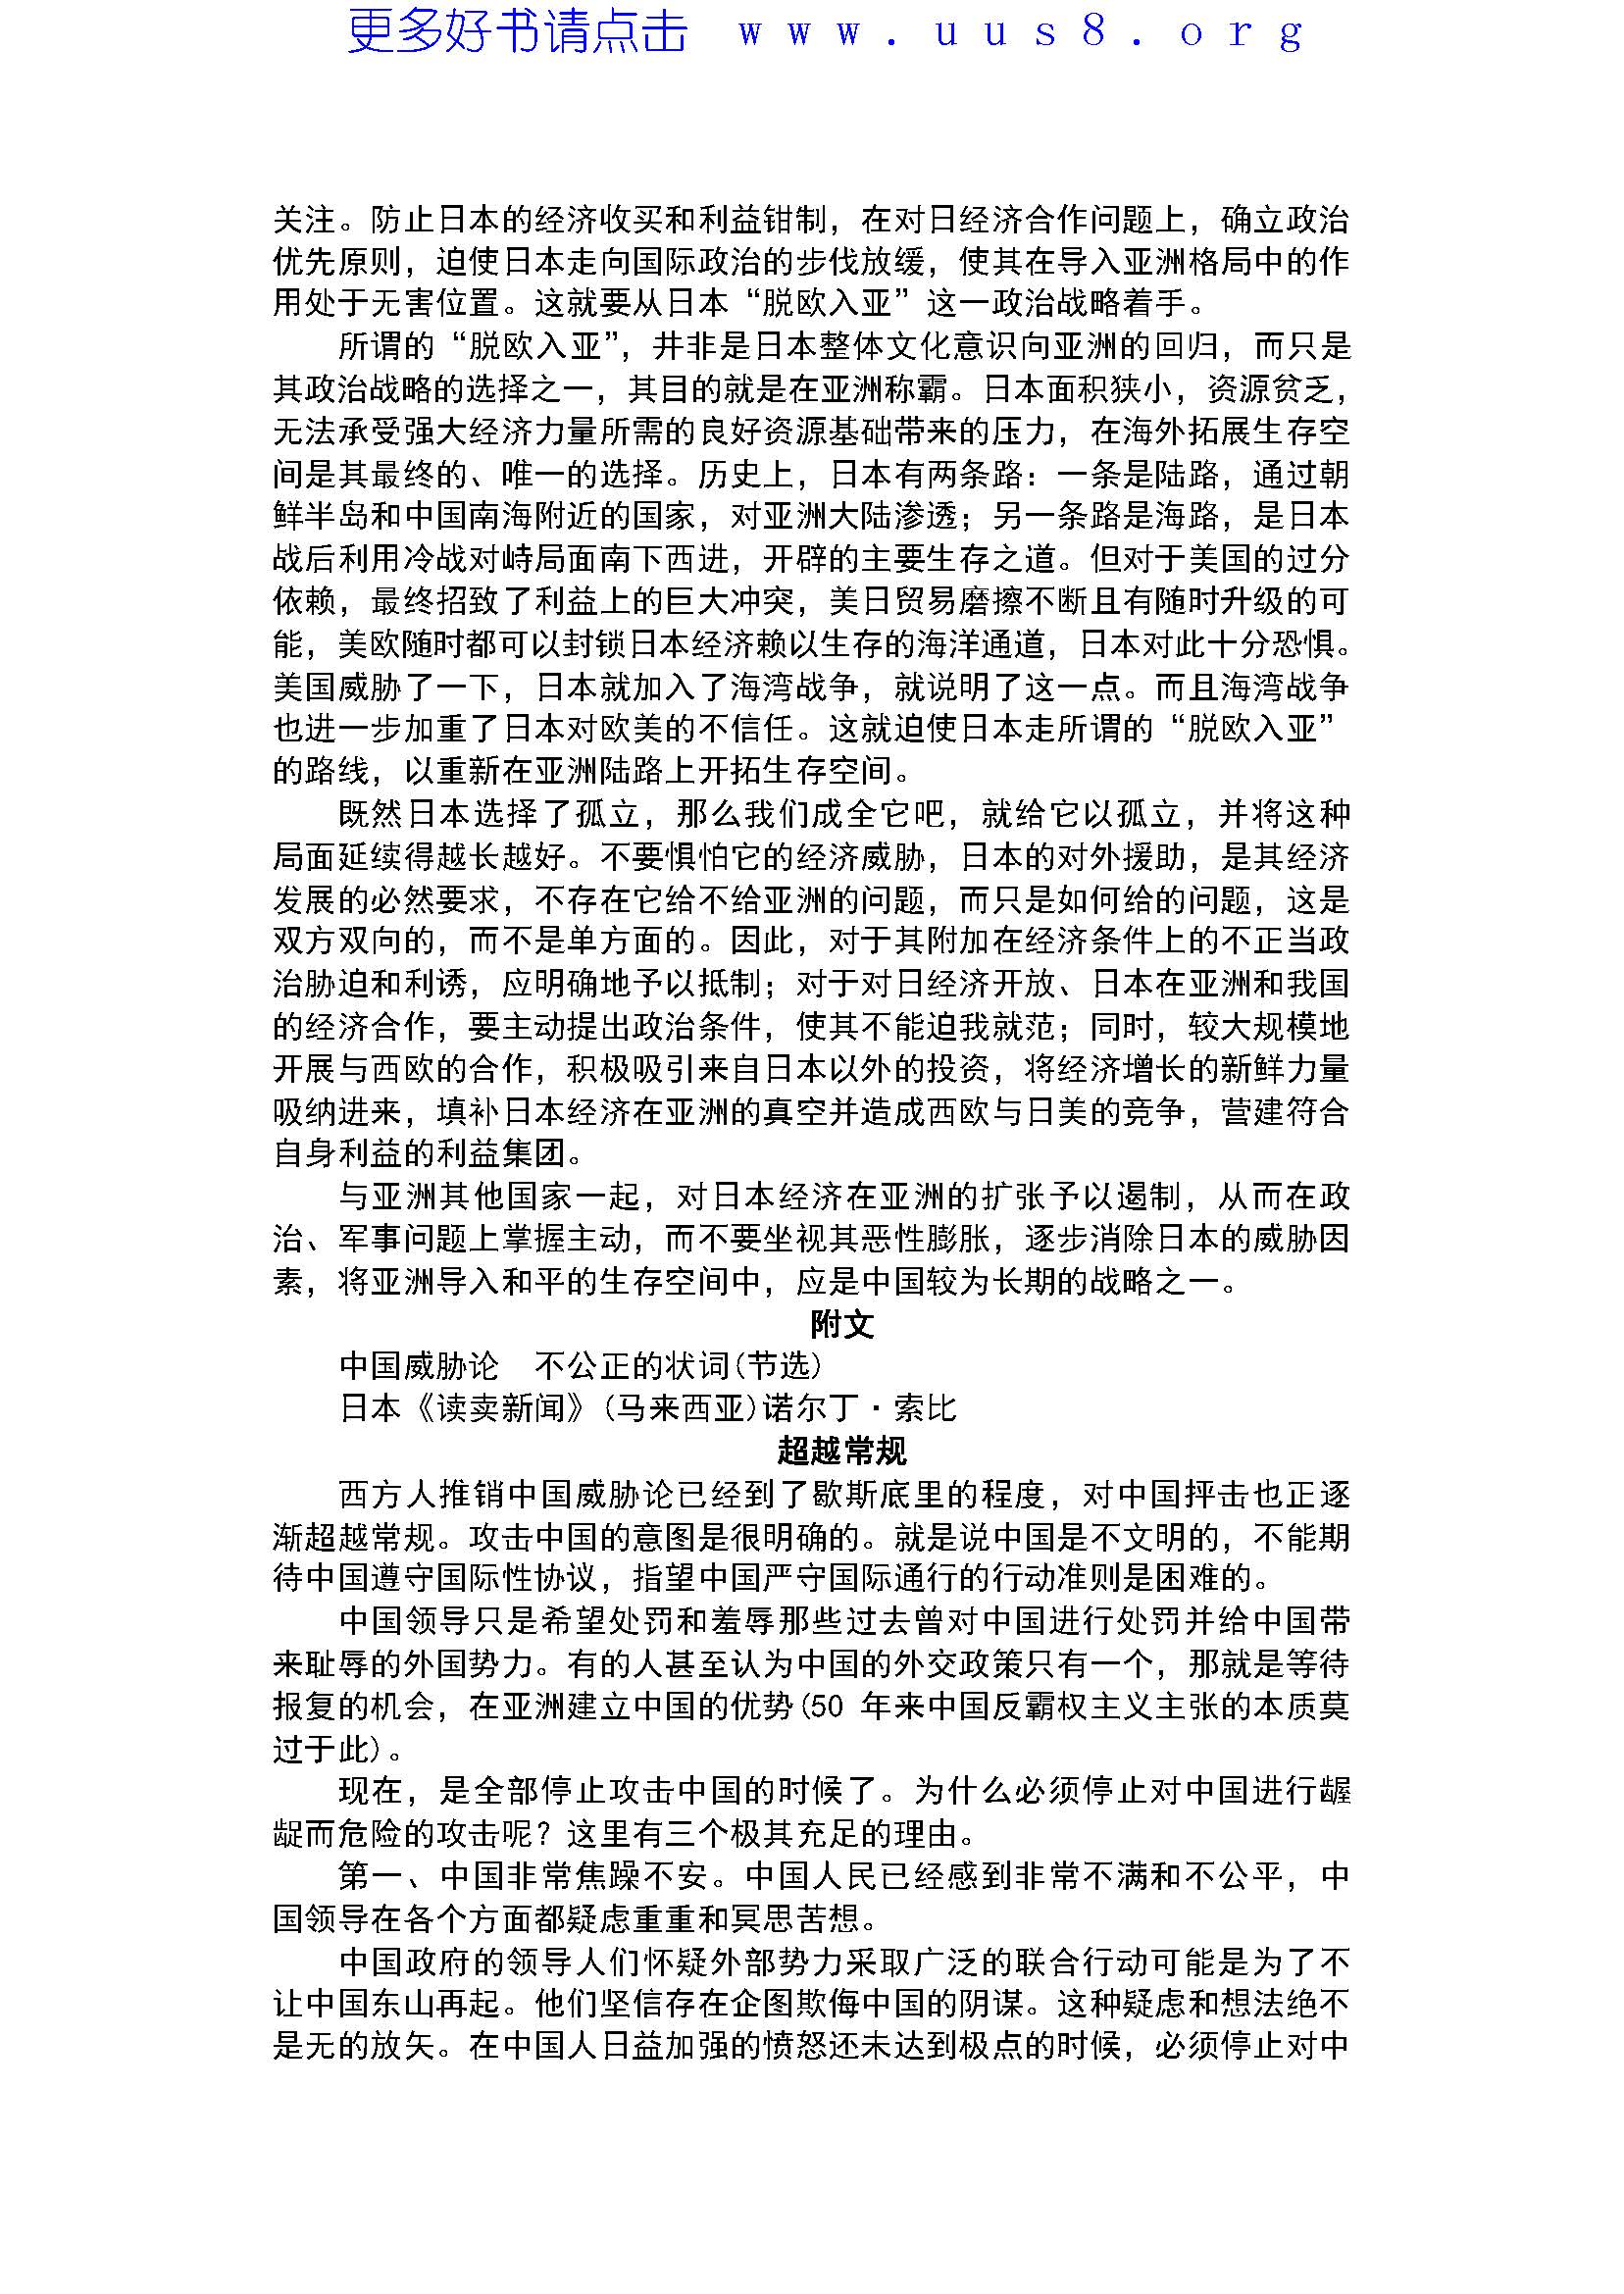 更多好书请点击 www.uus8.org
关注。防止日本的经济收买和利益钳制，在对日经济合作问题上，确立政治
优先原则，迫使日本走向国际政治的步伐放缓，使其在导入亚洲格局中的作
用处于无害位置。这就要从日本“脱欧入亚”这一政治战略着手。
所谓的“脱欧入亚”，井非是日本整体文化意识向亚洲的回归，而只是
其政治战略的选择之一，其目的就是在亚洲称霸。日本面积狭小，资源贫乏，
无法承受强大经济力量所需的良好资源基础带来的压力，在海外拓展生存空
间是其最终的、唯一的选择。历史上，日本有两条路：一条是陆路，通过朝
鲜半岛和中国南海附近的国家，对亚洲大陆渗透；另一条路是海路，是日本
战后利用冷战对峙局面南下西进，开辟的主要生存之道。但对于美国的过分
依赖，最终招致了利益上的巨大冲突，美日贸易磨擦不断且有随时升级的可
能，美欧随时都可以封锁日本经济赖以生存的海洋通道，日本对此十分恐惧。
美国威胁了一下，日本就加入了海湾战争，就说明了这一点。而且海湾战争
也进一步加重了日本对欧美的不信任。这就迫使日本走所谓的“脱欧入亚”
的路线，以重新在亚洲陆路上开拓生存空间。
既然日本选择了孤立，那么我们成全它吧，就给它以孤立，并将这种
局面延续得越长越好。不要惧怕它的经济威胁，日本的对外援助，是其经济
发展的必然要求，不存在它给不给亚洲的问题，而只是如何给的问题，这是
双方双向的，而不是单方面的。因此，对于其附加在经济条件上的不正当政
治胁迫和利诱，应明确地予以抵制；对于对日经济开放、日本在亚洲和我国
的经济合作，要主动提出政治条件，使其不能迫我就范；同时，较大规模地
开展与西欧的合作，积极吸引来自日本以外的投资，将经济增长的新鲜力量
吸纳进来，填补日本经济在亚洲的真空并造成西欧与日美的竞争，营建符合
自身利益的利益集团。
与亚洲其他国家一起，对日本经济在亚洲的扩张予以遏制，从而在政
治、军事问题上掌握主动，而不要坐视其恶性膨胀，逐步消除日本的威胁因
素，将亚洲导入和平的生存空间中，应是中国较为长期的战略之一。
附文
中国威胁论　不公正的状词(节选)
日本《读卖新闻》(马来西亚)诺尔丁·索比
超越常规
西方人推销中国威胁论已经到了歇斯底里的程度，对中国抨击也正逐
渐超越常规。攻击中国的意图是很明确的。就是说中国是不文明的，不能期
待中国遵守国际性协议，指望中国严守国际通行的行动准则是困难的。
中国领导只是希望处罚和羞辱那些过去曾对中国进行处罚并给中国带
来耻辱的外国势力。有的人甚至认为中国的外交政策只有一个，那就是等待
报复的机会，在亚洲建立中国的优势(50 年来中国反霸权主义主张的本质莫
过于此)。
现在，是全部停止攻击中国的时候了。为什么必须停止对中国进行龌
龊而危险的攻击呢？这里有三个极其充足的理由。
第一、中国非常焦躁不安。中国人民已经感到非常不满和不公平，中
国领导在各个方面都疑虑重重和冥思苦想。
中国政府的领导人们怀疑外部势力采取广泛的联合行动可能是为了不
让中国东山再起。他们坚信存在企图欺侮中国的阴谋。这种疑虑和想法绝不
是无的放矢。在中国人日益加强的愤怒还未达到极点的时候，必须停止对中